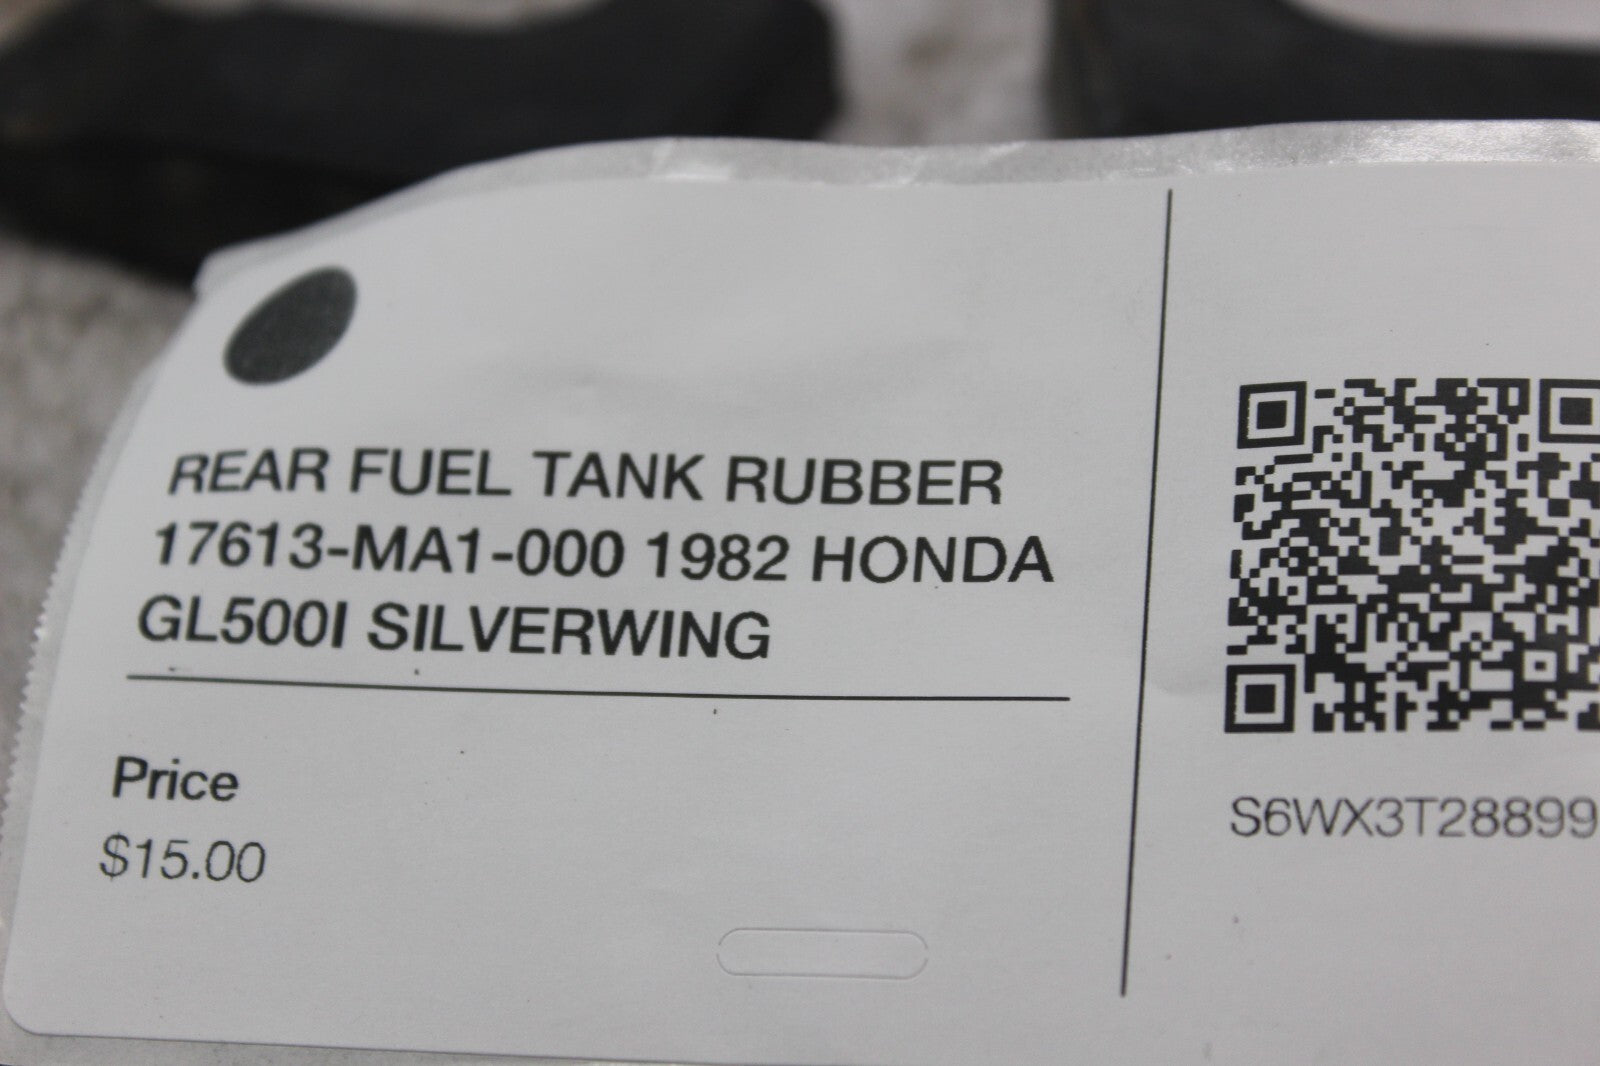 REAR FUEL TANK RUBBER
17613-MA1-000 1982 HONDA
GL500I SILVERWING
Price
$15.00
S6WX3T28899